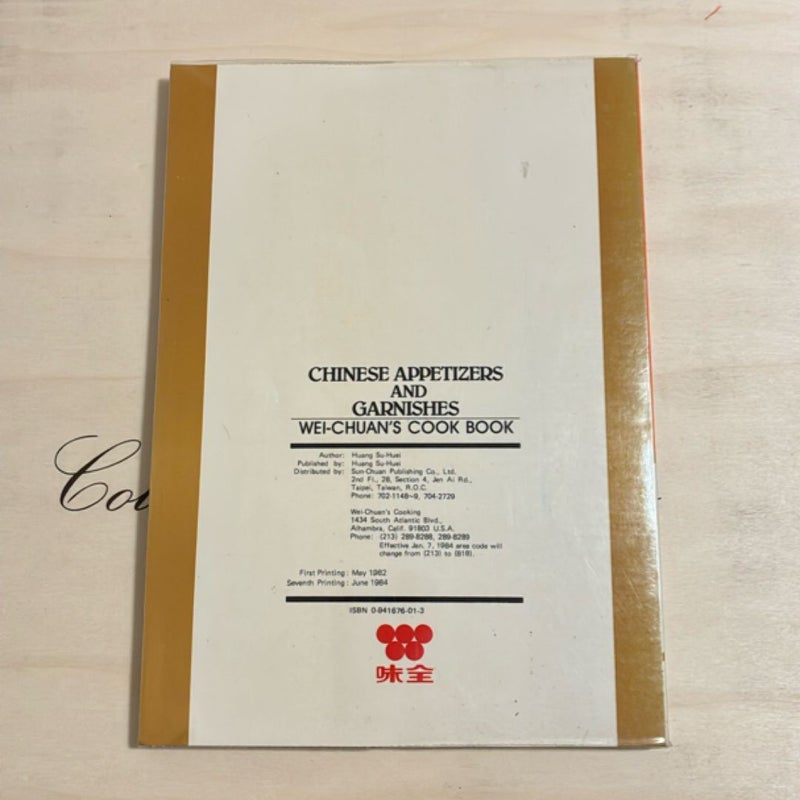 CHINESE APPETIZERS
AND
GARNISHES
WEI-CHUAN'S COOK BOOK
Author: Huang Su-Huei
Published by: Huang Su-Huei
Distributed by: Sun-Chuan Publishing Co., Ltd.
2nd Fl., 28, Section 4, Jen Ai Rd.,
Taipei, Taiwan, R.O.C.
Phone: 702-1148~9, 704-2729
Wei-Chuan's Cooking
1434 South Atlantic Blvd.,
Alhambra, Calif. 91803 U.S.A.
Phone: (213) 289-8288, 289-8289
Effective Jan. 7, 1984 area code will
change from (213) to (818).
First Printing: May 1982
Seventh Printing: June 1984
ISBN 0-941676-01-3
味全